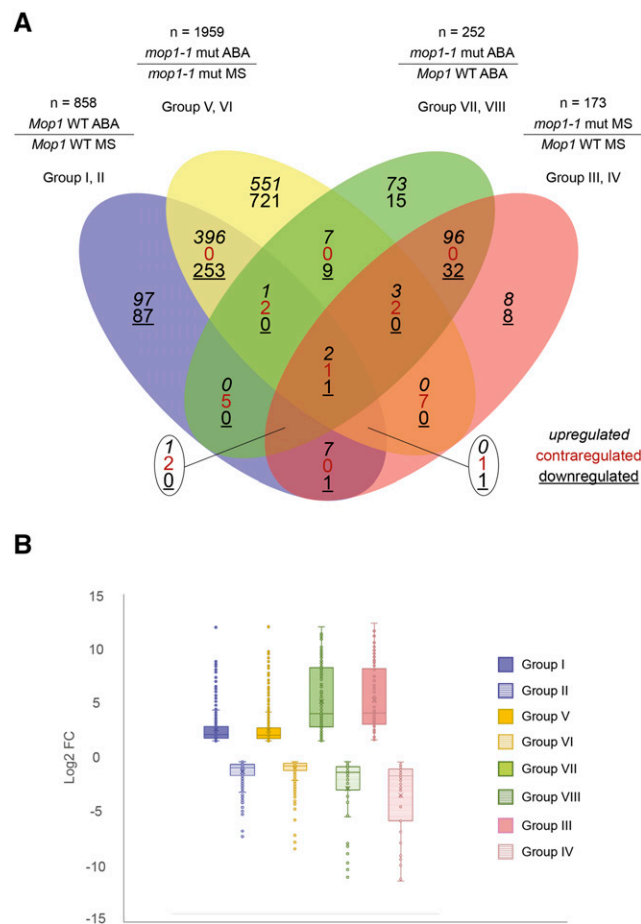 A
n = 1959
mop1-1 mut ABA
mop1-1 mut MS
Group V, VI
n = 252
mop1-1 mut ABA
Mop1 WT ABA
Group VII, VIII
n = 858
Mop1 WT ABA
Mop1 WT MS
Group I, II
n = 173
mop1-1 mut MS
Mop1 WT MS
Group III, IV
551
721
73
15
396
0
253
7
0
9
96
0
32
97
87
1
2
0
3
2
0
8
8
2
1
1
0
5
0
0
7
0
1
2
0
7
0
1
0
1
1
upregulated
contraregulated
downregulated
B
Log2 FC
15
10
5
0
-5
-10
-15
Group I
Group II
Group V
Group VI
Group VII
Group VIII
Group III
Group IV